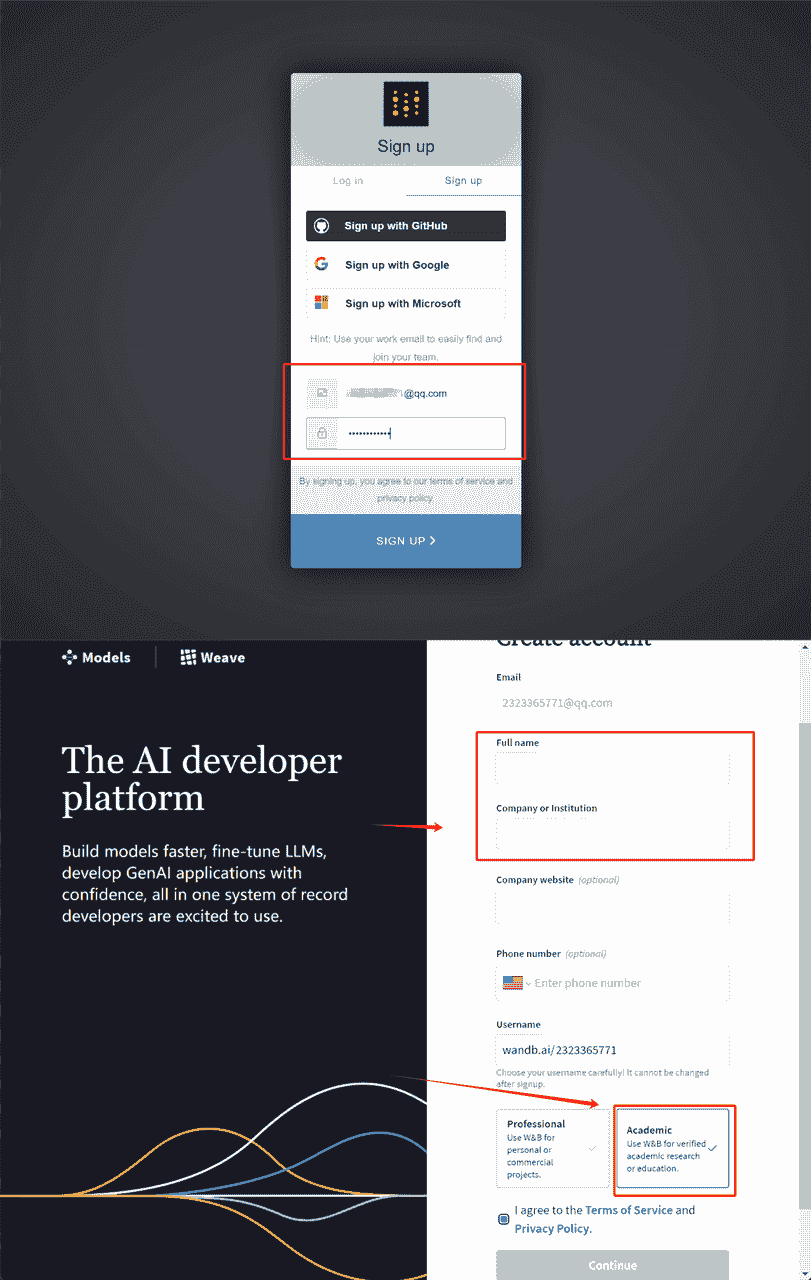 Sign up
Log in
Sign up
Sign up with GitHub
Sign up with Google
Sign up with Microsoft
Hint: Use your work email to easily find and
join your team.
@qq.com
By signing up, you agree to our terms of service and
privacy policy
SIGN UP
Models
Weave
The AI developer
platform
Build models faster, fine-tune LLMs,
develop GenAI applications with
confidence, all in one system of record
developers are excited to use.
Create account
Email
2323365771@qq.com
Full name
Company or Institution
Company website (optional)
Phone number (optional)
Enter phone number
Username
wandb.ai/2323365771
Choose your username carefully! It cannot be changed
after signup.
Professional
Use W&B for
personal or
commercial
projects.
Academic
Use W&B for verified
academic research
or education.
I agree to the Terms of Service and
Privacy Policy.
Continue